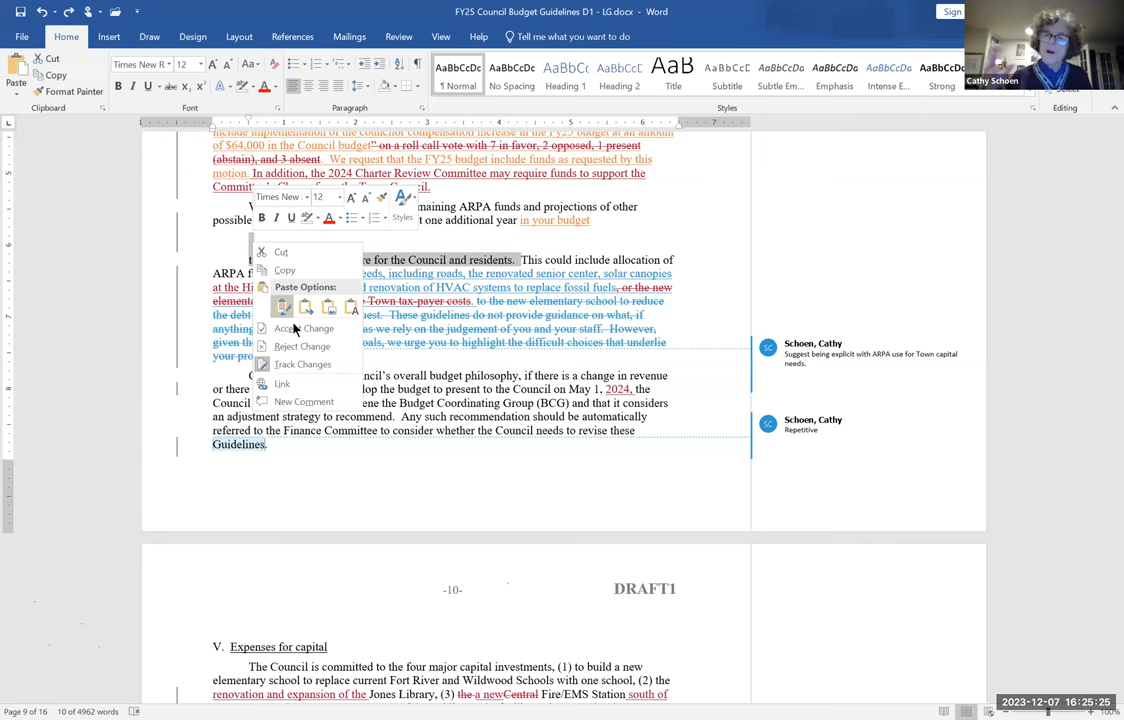 FY25 Council Budget Guidelines D1 - LG.docx - Word
Sign
File Home Insert Draw Design Layout References Mailings Review View Help Tell me what you want to do
Cathy Schoen
Paste
Cut
Copy
Format Painter
Times New R 12
Normal
No Spacing
Heading 1
Heading 2
Title
Subtitle
Subtle Em...
Emphasis
Intense E...
Strong
Clipboard Font Paragraph Styles Editing
include implementation of the councilor compensation increase in the FY25 budget at an amount
of $64,000 in the Council budget" on a roll call vote with 7 in favor, 2 opposed, 1 present
(abstain), and 3 absent. We request that the FY25 budget include funds as requested by this
motion. In addition, the 2024 Charter Review Committee may require funds to support the
Times New 12
Styles
maining ARPA funds and projections of other
possible t one additional year in your budget
re for the Council and residents. This could include allocation of
ARPA f eeds, including roads, the renovated senior center, solar canopies
at the Hi d renovation of HVAC systems to replace fossil fuels, or the new
elementa e Town tax-payer costs. to the new elementary school to reduce
the debt uest. These guidelines do not provide guidance on what, if
anything as we rely on the judgement of you and your staff. However,
given the oals, we urge you to highlight the difficult choices that underlie
your pro
Cut
Copy
Paste Options:
Accept Change
Reject Change
Track Changes
Link
New Comment
Schoen, Cathy
Suggest being explicit with ARPA use for Town capital
needs.
ncil's overall budget philosophy, if there is a change in revenue
or there lop the budget to present to the Council on May 1, 2024, the
Council ene the Budget Coordinating Group (BCG) and that it considers
an adjustment strategy to recommend. Any such recommendation should be automatically
referred to the Finance Committee to consider whether the Council needs to revise these
Guidelines.
Schoen, Cathy
Repetitive
-10- DRAFT1
V. Expenses for capital
The Council is committed to the four major capital investments, (1) to build a new
elementary school to replace current Fort River and Wildwood Schools with one school, (2) the
renovation and expansion of the Jones Library, (3) the a newCentral Fire/EMS Station south of
Page 9 of 16 10 of 4962 words
2023-12-07 16:25:25
100%